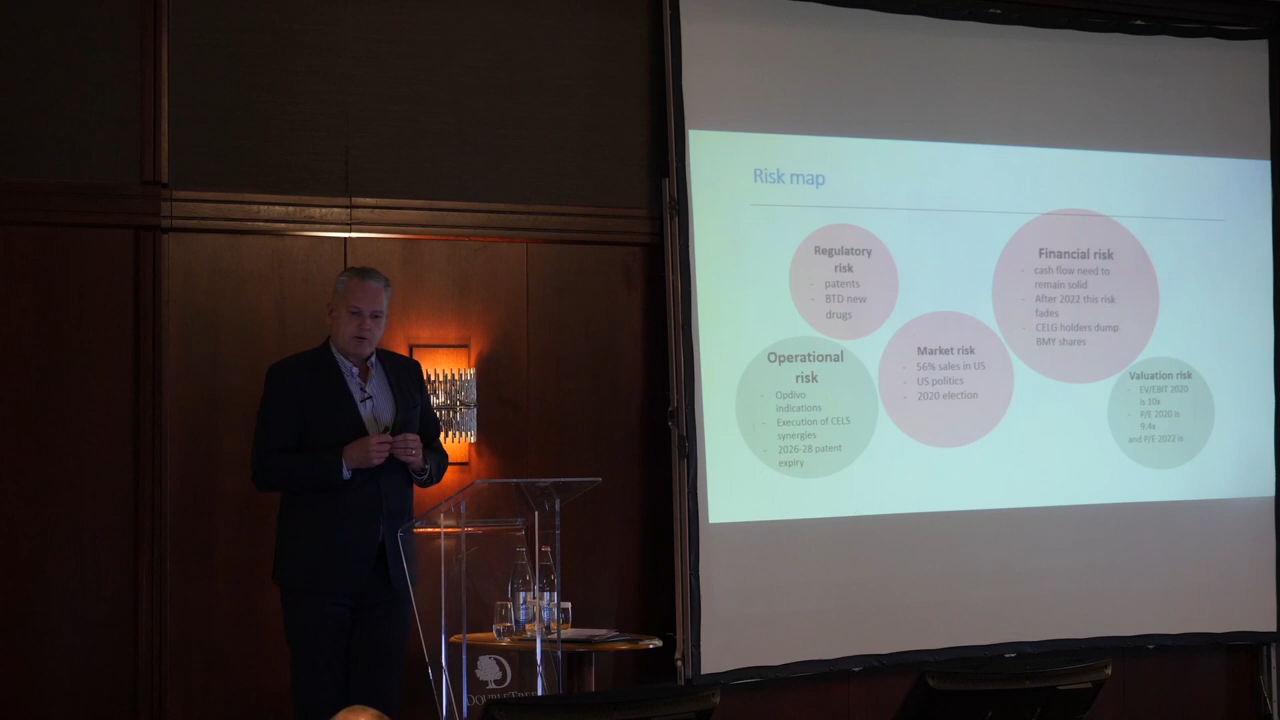 Risk map
Regulatory
risk
- patents
- BTD new
drugs
Financial risk
- cash flow need to
remain solid
- After 2022 this risk
fades
- CELG holders dump
BMY shares
Operational
risk
- Opdivo
indications
- Execution of CELS
synergies
- 2026-28 patent
expiry
Market risk
- 56% sales in US
- US politics
- 2020 election
Valuation risk
- EV/EBIT 2020
is 10x
- P/E 2020 is
9.4x
and P/E 2022 is
DOUBLETREE